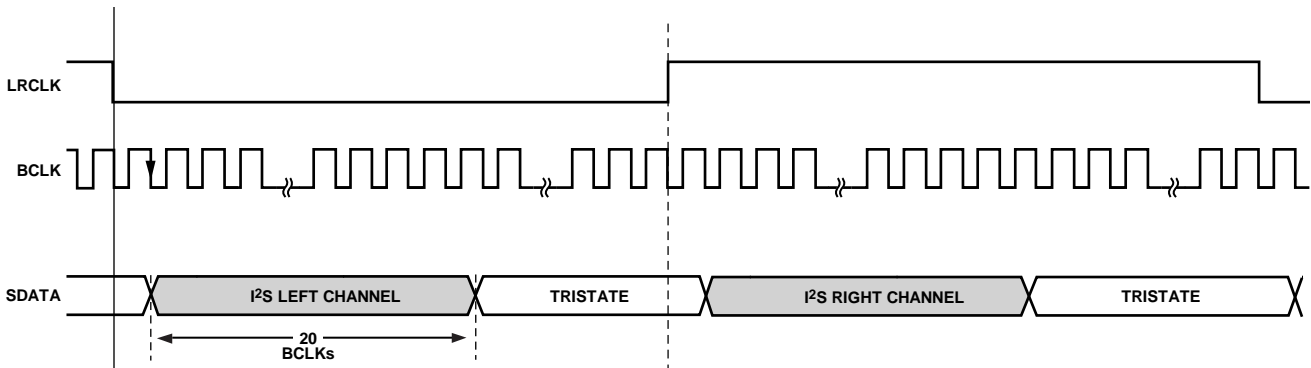 LRCLK
BCLK
SDATA
I²S LEFT CHANNEL
TRISTATE
I²S RIGHT CHANNEL
TRISTATE
20
BCLKs